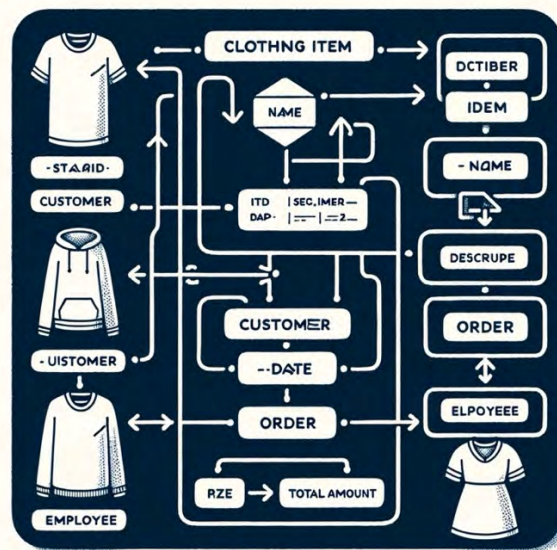 CLOTHNG ITEM
DCTIBER
IDEM
NAME
- NAME
-STAARID-
CUSTOMER
ITD | SEC, IMER —
DAP- | — | — 2 —
DESCRUPE
CUSTOMER
ORDER
- UISTOMER
--DATE
ORDER
ELPOYEEE
RZE
TOTAL AMOUNT
EMPLOYEE